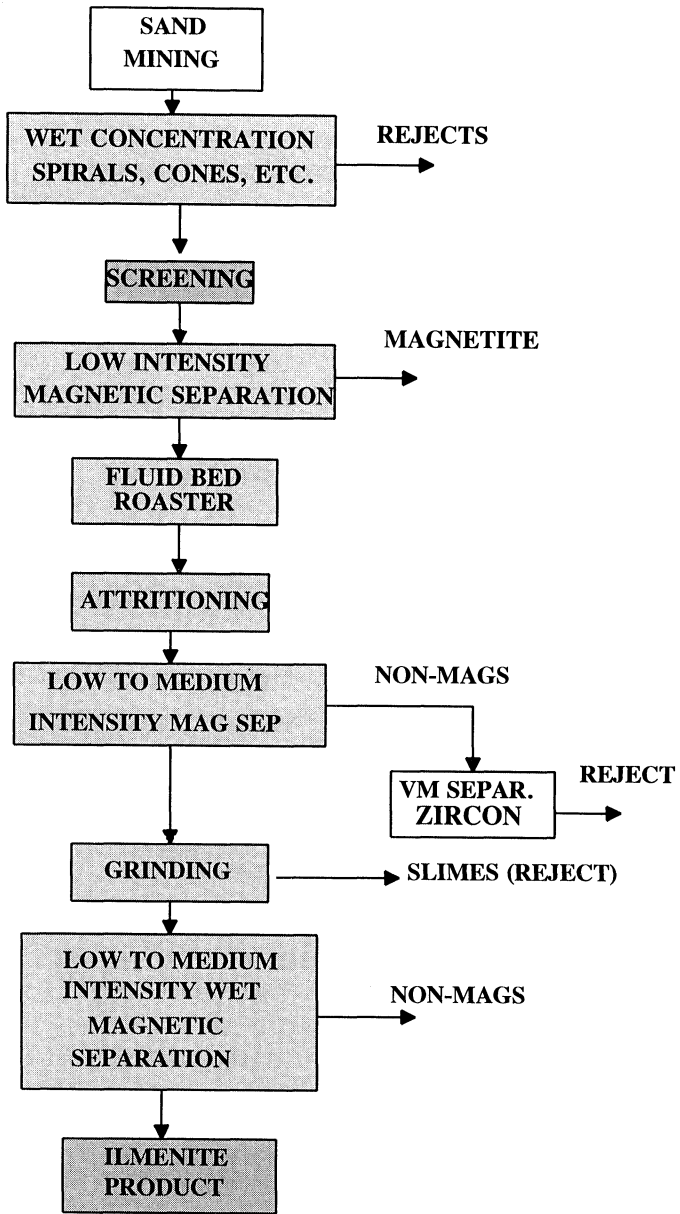 SAND
MINING
WET CONCENTRATION
SPIRALS, CONES, ETC.
REJECTS
SCREENING
LOW INTENSITY
MAGNETIC SEPARATION
MAGNETITE
FLUID BED
ROASTER
ATTRITIONING
LOW TO MEDIUM
INTENSITY MAG SEP
NON-MAGS
VM SEPAR.
ZIRCON
REJECT
GRINDING
SLIMES (REJECT)
LOW TO MEDIUM
INTENSITY WET
MAGNETIC
SEPARATION
NON-MAGS
ILMENITE
PRODUCT